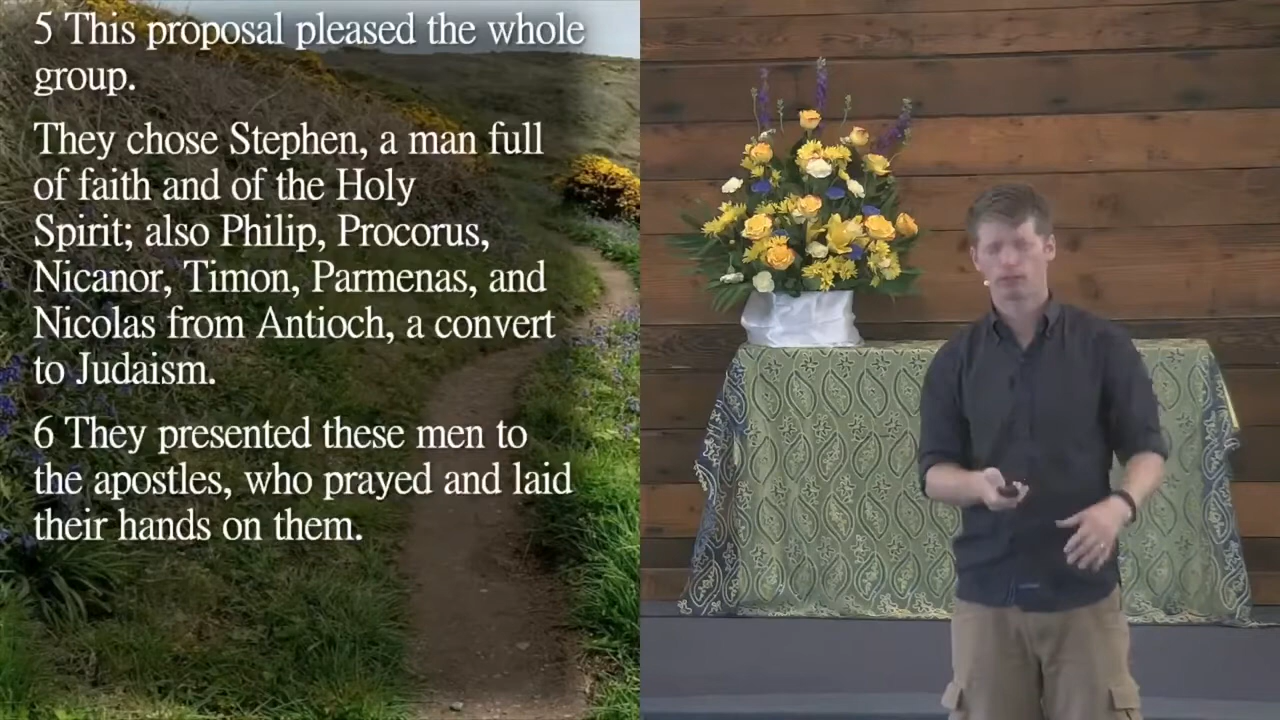 5 This proposal pleased the whole
group.
They chose Stephen, a man full
of faith and of the Holy
Spirit; also Philip, Procorus,
Nicanor, Timon, Parmenas, and
Nicolas from Antioch, a convert
to Judaism.
6 They presented these men to
the apostles, who prayed and laid
their hands on them.